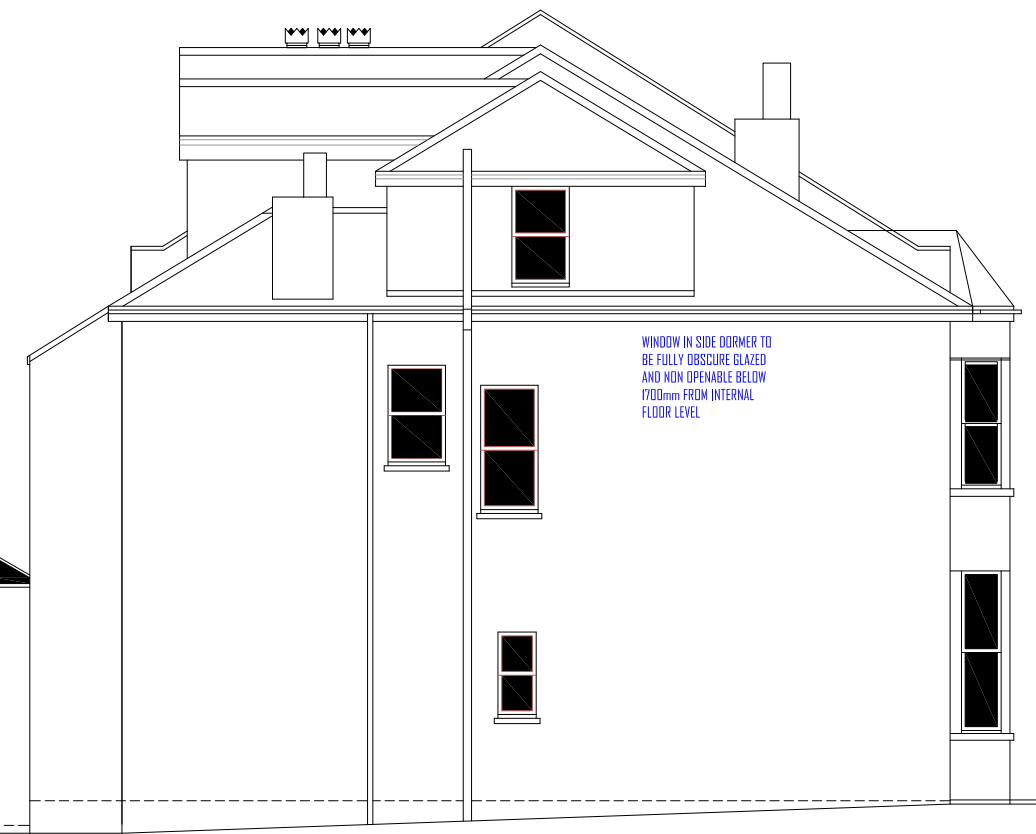 WINDOW IN SIDE DORMER TO
BE FULLY OBSCURE GLAZED
AND NON OPENABLE BELOW
1700mm FROM INTERNAL
FLOOR LEVEL